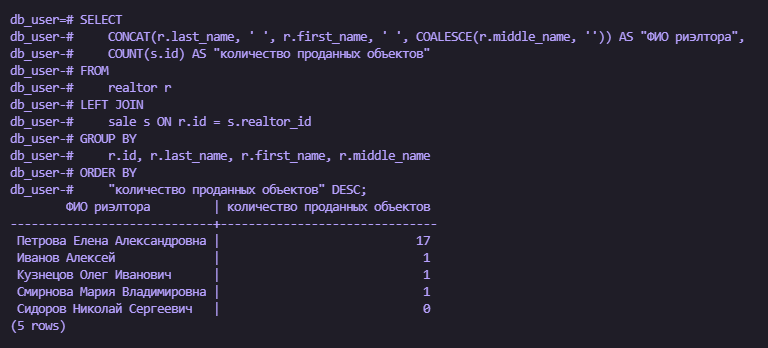 db_user=# SELECT
db_user-#     CONCAT(r.last_name, ' ', r.first_name, ' ', COALESCE(r.middle_name, '')) AS "ФИО риэлтора",
db_user-#     COUNT(s.id) AS "количество проданных объектов"
db_user-# FROM
db_user-#     realtor r
db_user-# LEFT JOIN
db_user-#     sale s ON r.id = s.realtor_id
db_user-# GROUP BY
db_user-#     r.id, r.last_name, r.first_name, r.middle_name
db_user-# ORDER BY
db_user-#     "количество проданных объектов" DESC;
        ФИО риэлтора         | количество проданных объектов
-----------------------------+-------------------------------
 Петрова Елена Александровна |                            17
 Иванов Алексей              |                             1
 Кузнецов Олег Иванович      |                             1
 Смирнова Мария Владимировна |                             1
 Сидоров Николай Сергеевич   |                             0
(5 rows)